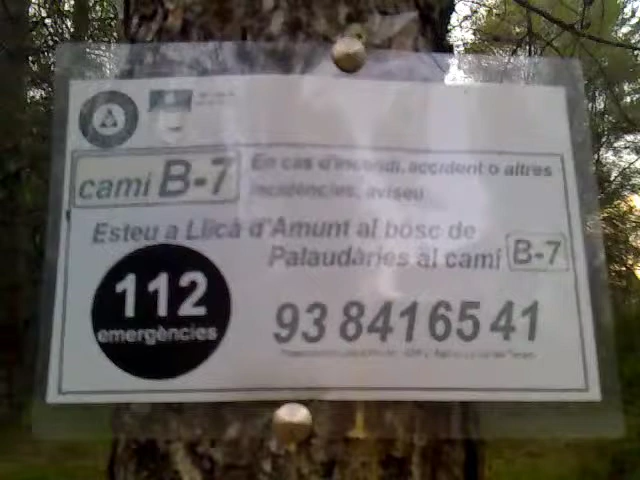 camí B-7
En cas d'incendi, accident o altres
incidències, aviseu
Esteu a Lliçà d'Amunt al bosc de
Palaudàries al camí B-7
112
emergències
93 841 65 41